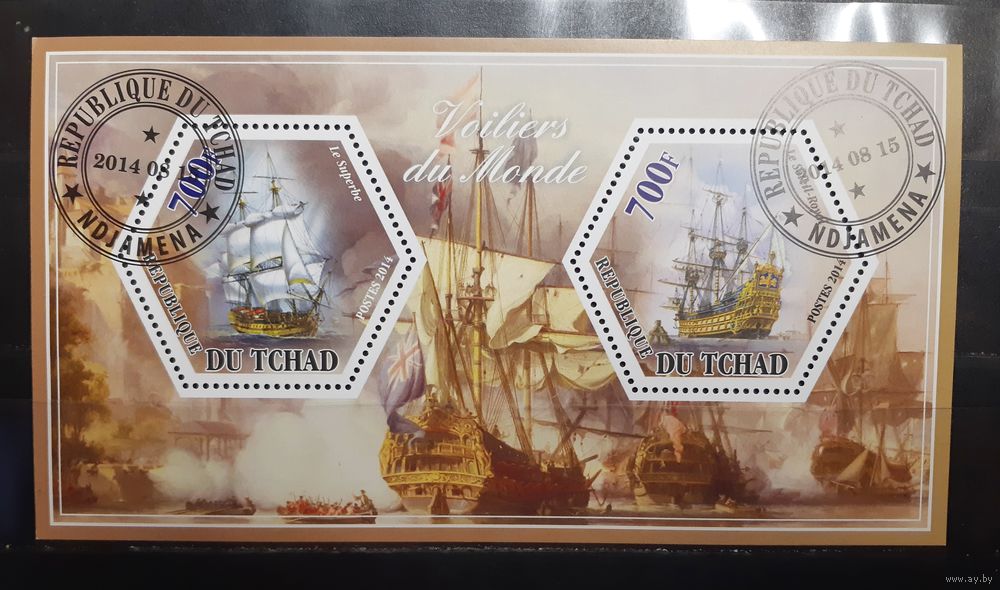 Voiliers
du Monde
REPUBLIQUE DU TCHAD
2014 08 1
NDJAMENA
700F
Le Superbe
POSTES 2014
REPUBLIQUE
DU TCHAD
REPUBLIQUE DU TCHAD
2014 08 15
NDJAMENA
700F
POSTES 2014
REPUBLIQUE
DU TCHAD
www.ay.by